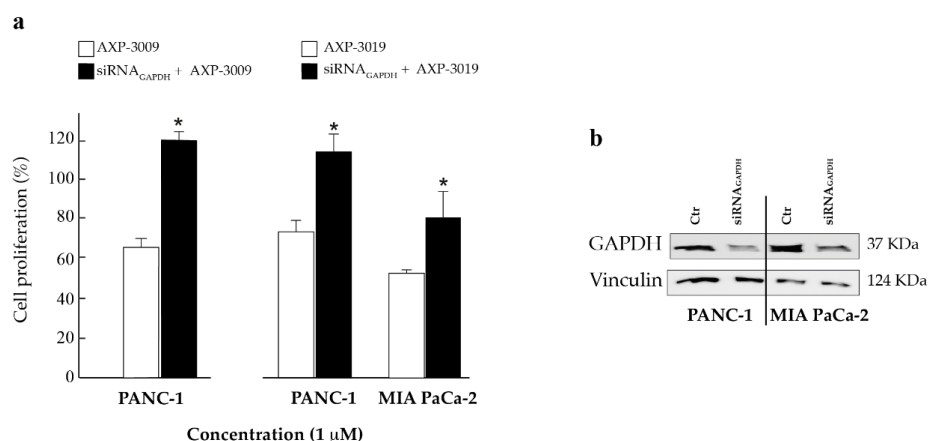 a
AXP-3009
siRNAGAPDH + AXP-3009
AXP-3019
siRNAGAPDH + AXP-3019
Cell proliferation (%)
120
100
80
60
40
20
0
*
*
*
PANC-1
PANC-1 MIA PaCa-2
Concentration (1 µM)
b
Ctr
siRNAGAPDH
Ctr
siRNAGAPDH
GAPDH
37 KDa
Vinculin
124 KDa
PANC-1 MIA PaCa-2